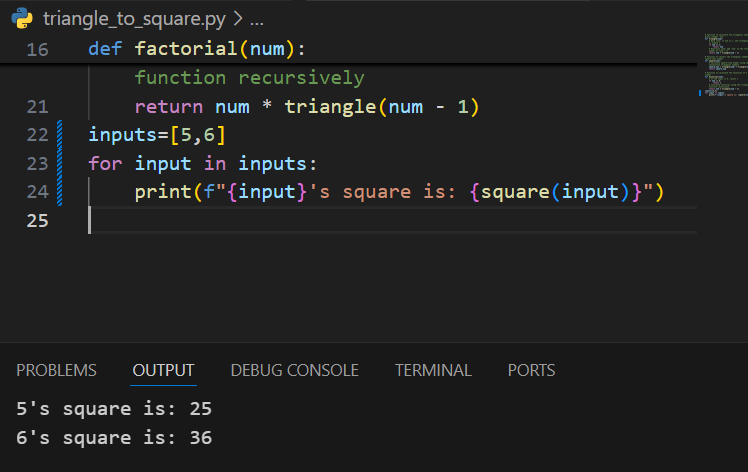 triangle_to_square.py > ...
16 def factorial(num):
function recursively
21 return num * triangle(num - 1)
22 inputs=[5,6]
23 for input in inputs:
24 print(f"{input}'s square is: {square(input)}")
25
PROBLEMS OUTPUT DEBUG CONSOLE TERMINAL PORTS
5's square is: 25
6's square is: 36